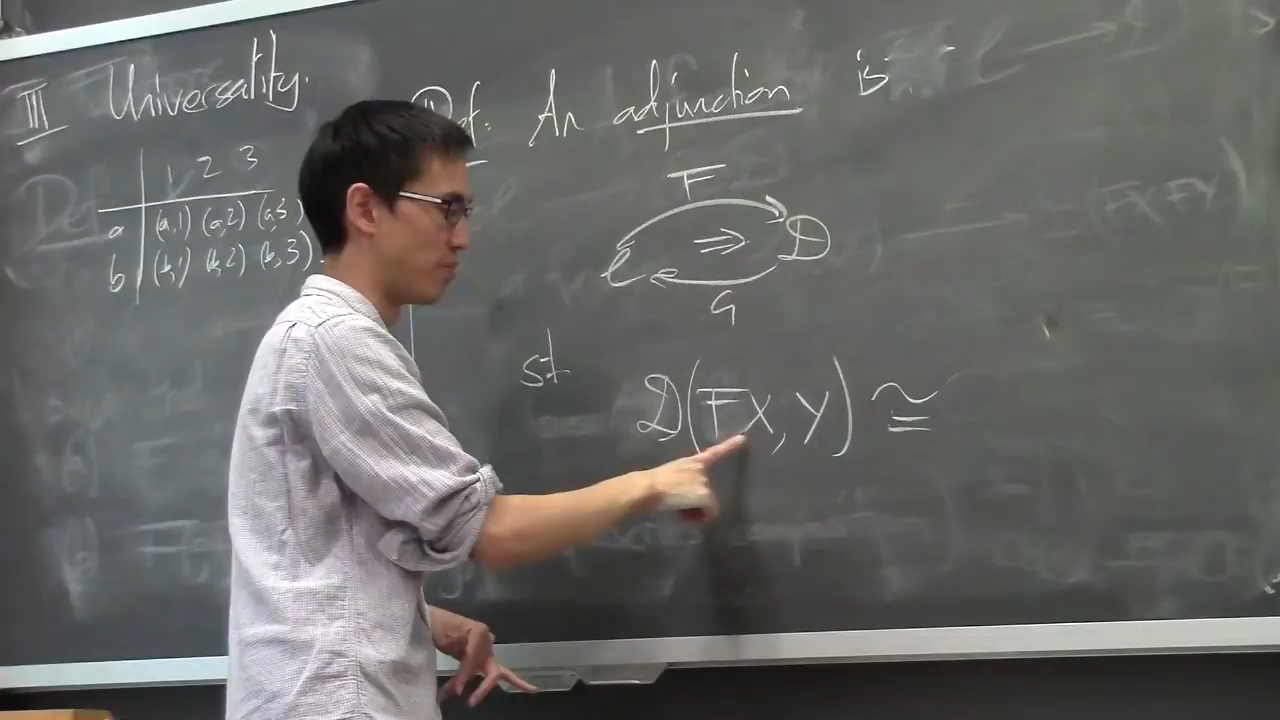 III Universality.
1 2 3
a (a,1) (a,2) (a,3)
b (b,1) (b,2) (b,3)
Def: An adjunction is
F
C ⇒ D
G
st
D(FX, Y) ≅